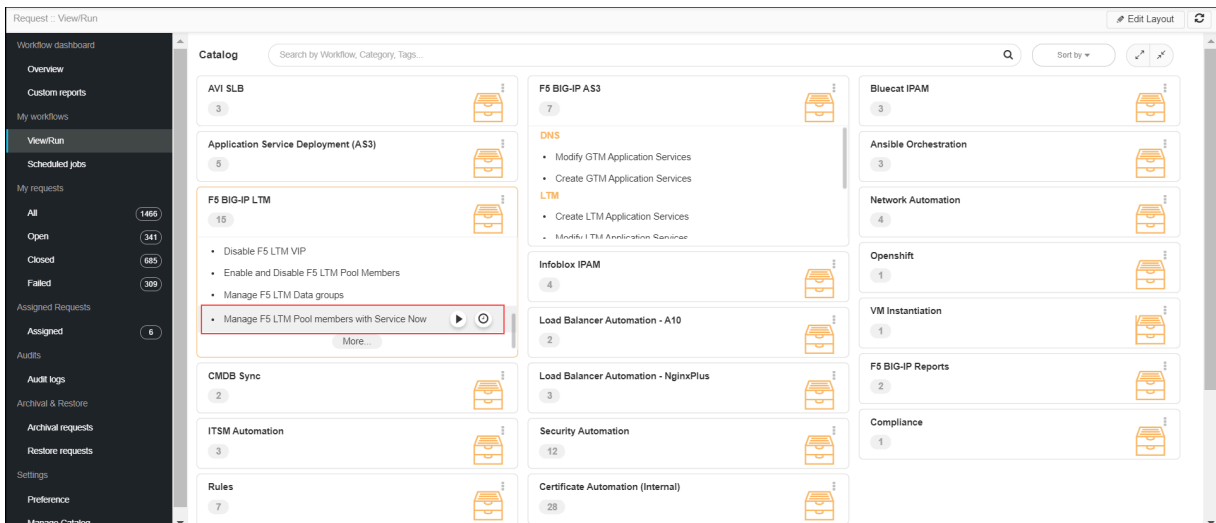 Request :: View/Run
Edit Layout
Workflow dashboard
Overview
Custom reports
My workflows
View/Run
Scheduled jobs
My requests
All 1466
Open 341
Closed 685
Failed 309
Assigned Requests
Assigned 6
Audits
Audit logs
Archival & Restore
Archival requests
Restore requests
Settings
Preference
Manage Catalog
Catalog
Search by Workflow, Category, Tags...
Sort by
AVI SLB
3
Application Service Deployment (AS3)
5
F5 BIG-IP LTM
15
• Disable F5 LTM VIP
• Enable and Disable F5 LTM Pool Members
• Manage F5 LTM Data groups
• Manage F5 LTM Pool members with Service Now
More...
CMDB Sync
2
ITSM Automation
3
Rules
7
F5 BIG-IP AS3
7
DNS
• Modify GTM Application Services
• Create GTM Application Services
LTM
• Create LTM Application Services
• Modify LTM Application Services
Infoblox IPAM
4
Load Balancer Automation - A10
2
Load Balancer Automation - NginxPlus
3
Security Automation
12
Certificate Automation (Internal)
28
Bluecat IPAM
3
Ansible Orchestration
3
Network Automation
4
Openshift
1
VM Instantiation
1
F5 BIG-IP Reports
2
Compliance
1